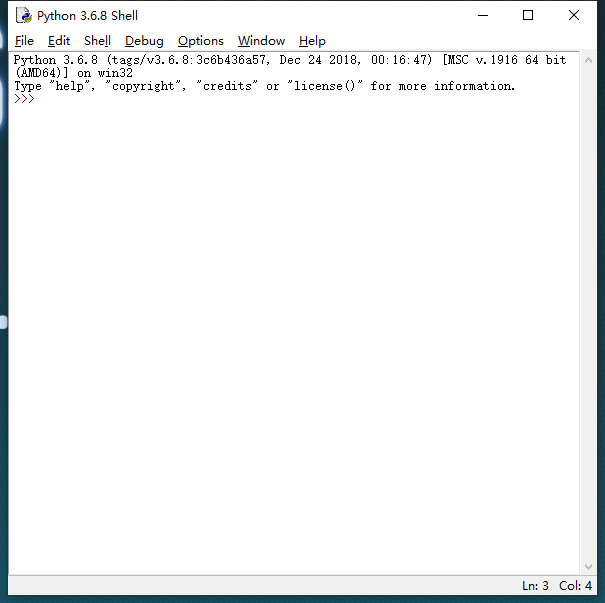 Python 3.6.8 Shell
File Edit Shell Debug Options Window Help
Python 3.6.8 (tags/v3.6.8:3c6b436a57, Dec 24 2018, 00:16:47) [MSC v.1916 64 bit
(AMD64)] on win32
Type "help", "copyright", "credits" or "license()" for more information.
>>>
Ln: 3 Col: 4